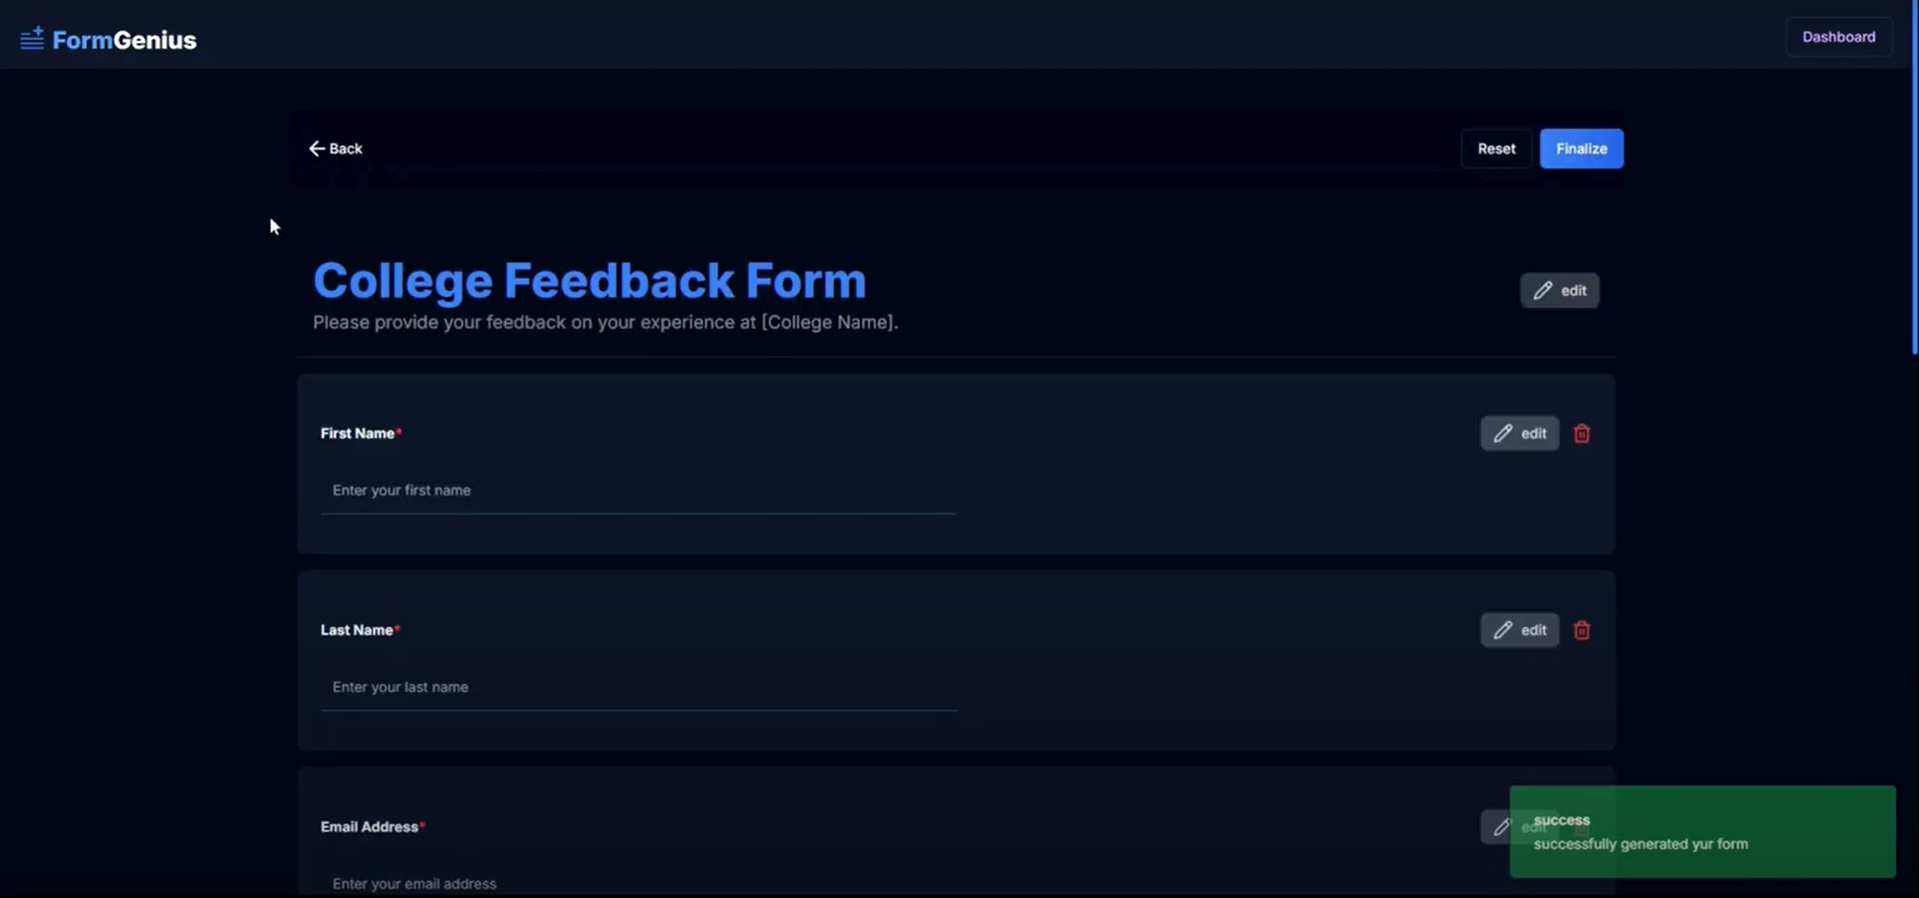 FormGenius
Dashboard
Back
Reset
Finalize
College Feedback Form
edit
Please provide your feedback on your experience at [College Name].
First Name*
edit
Enter your first name
Last Name*
edit
Enter your last name
Email Address*
edit
success
successfully generated yur form
Enter your email address